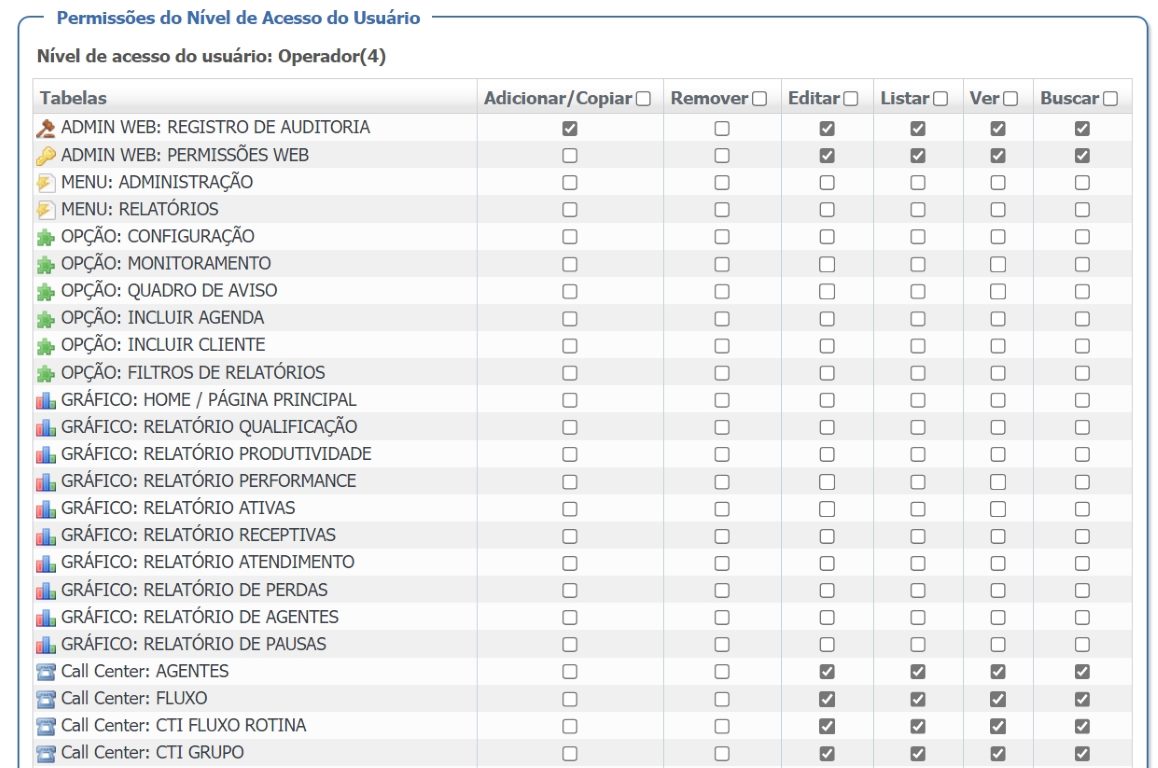 Permissões do Nível de Acesso do Usuário
Nível de acesso do usuário: Operador(4)
Tabelas Adicionar/Copiar Remover Editar Listar Ver Buscar
ADMIN WEB: REGISTRO DE AUDITORIA
ADMIN WEB: PERMISSÕES WEB
MENU: ADMINISTRAÇÃO
MENU: RELATÓRIOS
OPÇÃO: CONFIGURAÇÃO
OPÇÃO: MONITORAMENTO
OPÇÃO: QUADRO DE AVISO
OPÇÃO: INCLUIR AGENDA
OPÇÃO: INCLUIR CLIENTE
OPÇÃO: FILTROS DE RELATÓRIOS
GRÁFICO: HOME / PÁGINA PRINCIPAL
GRÁFICO: RELATÓRIO QUALIFICAÇÃO
GRÁFICO: RELATÓRIO PRODUTIVIDADE
GRÁFICO: RELATÓRIO PERFORMANCE
GRÁFICO: RELATÓRIO ATIVAS
GRÁFICO: RELATÓRIO RECEPTIVAS
GRÁFICO: RELATÓRIO ATENDIMENTO
GRÁFICO: RELATÓRIO DE PERDAS
GRÁFICO: RELATÓRIO DE AGENTES
GRÁFICO: RELATÓRIO DE PAUSAS
Call Center: AGENTES
Call Center: FLUXO
Call Center: CTI FLUXO ROTINA
Call Center: CTI GRUPO